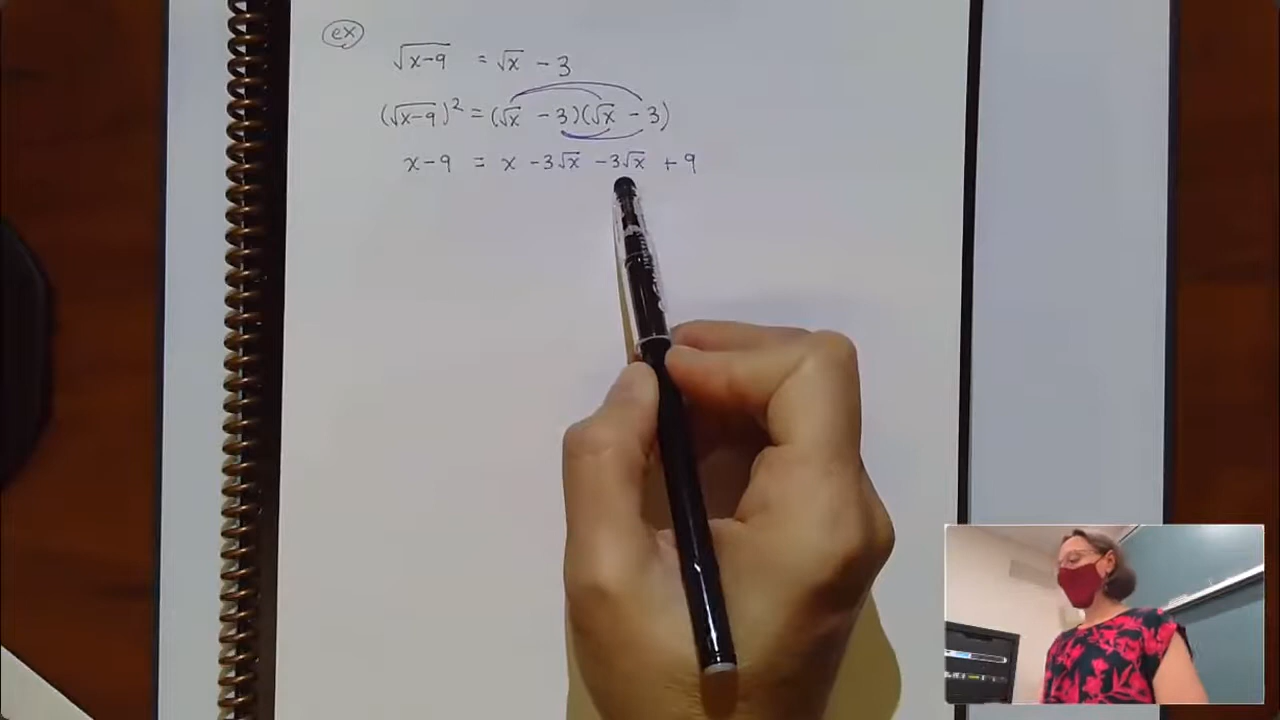 ex
√x-9 = √x - 3
(√x-9)² = (√x - 3)(√x - 3)
x-9 = x -3√x -3√x + 9